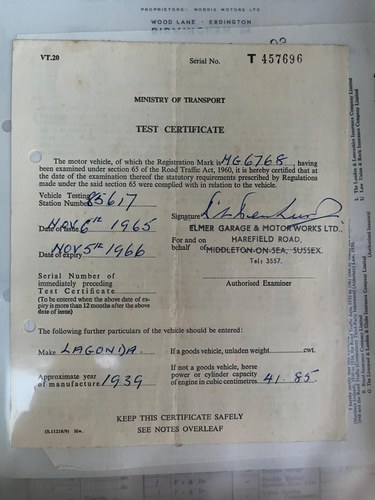 PROPRIETORS: MORRIS MOTORS LTD
WOOD LANE - ERDINGTON
VT.20
Serial No. T 457696
MINISTRY OF TRANSPORT
TEST CERTIFICATE
The motor vehicle, of which the Registration Mark is MG6768, having
been examined under section 65 of the Road Traffic Act, 1960, it is hereby certified that at
the date of the examination thereof the statutory requirements prescribed by Regulations
made under the said section 65 were complied with in relation to the vehicle.
Vehicle Testing
Station Number 85617
Signature
Date of issue NOV 6th 1965
ELMER GARAGE & MOTOR WORKS LTD.,
For and on HAREFIELD ROAD,
Date of expiry NOV 5th 1966
behalf of MIDDLETON-ON-SEA, SUSSEX.
Tel: 3557.
Serial Number of
immediately preceding
Test Certificate
Authorised Examiner
(To be entered when the above date of ex-
piry is more than 12 months after the above
date of issue)
The following further particulars of the vehicle should be entered:
Make LAGONDA.
If a goods vehicle, unladen weight cwt.
Approximate year
of manufacture 1939
If not a goods vehicle, horse
power or cylinder capacity
of engine in cubic centimetres 41 85
KEEP THIS CERTIFICATE SAFELY
SEE NOTES OVERLEAF